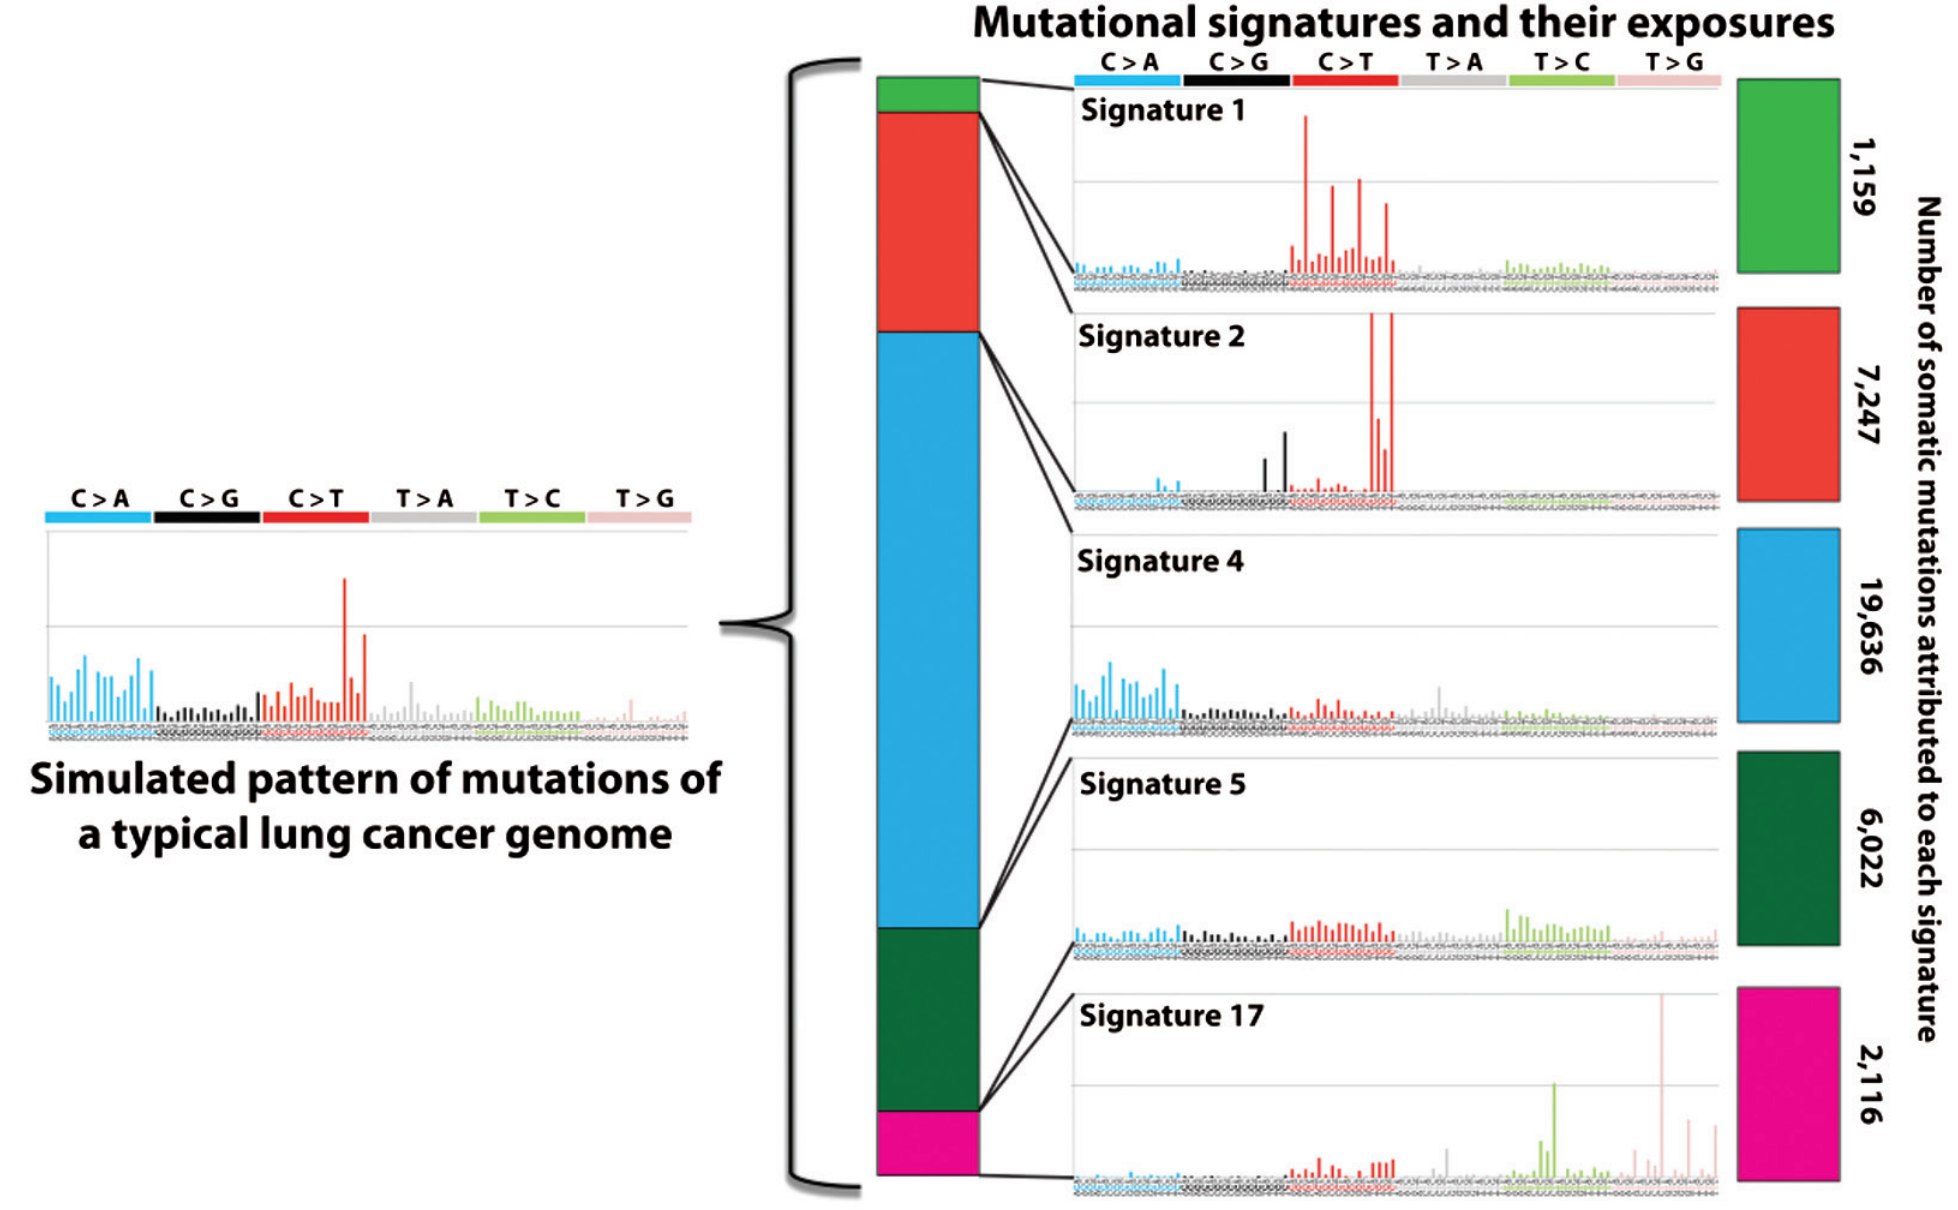 Mutational signatures and their exposures
C > A C > G C > T T > A T > C T > G
Signature 1
1,159
Signature 2
7,247
Signature 4
19,636
Signature 5
6,022
Signature 17
2,116
Number of somatic mutations attributed to each signature
C > A C > G C > T T > A T > C T > G
Simulated pattern of mutations of
a typical lung cancer genome